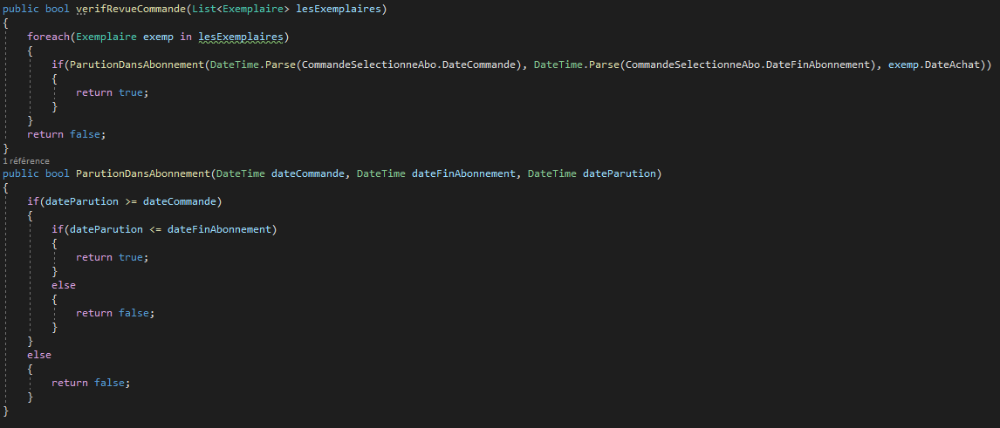 public bool verifRevueCommande(List<Exemplaire> lesExemplaires)
{
foreach(Exemplaire exemp in lesExemplaires)
{
if(ParutionDansAbonnement(DateTime.Parse(CommandeSelectionneAbo.DateCommande), DateTime.Parse(CommandeSelectionneAbo.DateFinAbonnement), exemp.DateAchat))
{
return true;
}
}
return false;
}
1 référence
public bool ParutionDansAbonnement(DateTime dateCommande, DateTime dateFinAbonnement, DateTime dateParution)
{
if(dateParution >= dateCommande)
{
if(dateParution <= dateFinAbonnement)
{
return true;
}
else
{
return false;
}
}
else
{
return false;
}
}